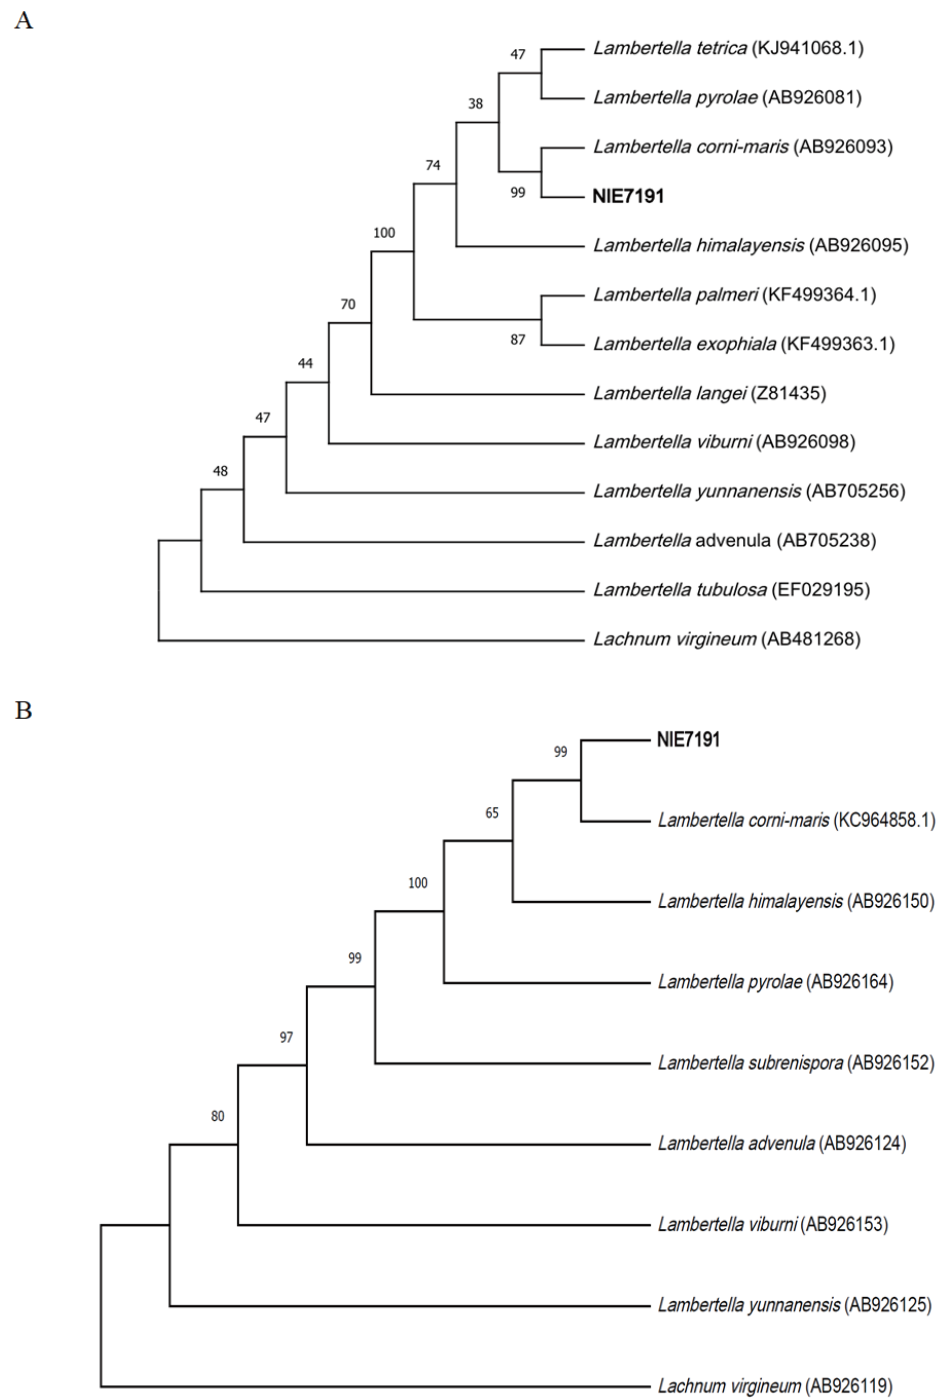 A
47
Lambertella tetrica (KJ941068.1)
Lambertella pyrolae (AB926081)
38
Lambertella corni-maris (AB926093)
74
99
NIE7191
100
Lambertella himalayensis (AB926095)
70
Lambertella palmeri (KF499364.1)
87
Lambertella exophiala (KF499363.1)
44
Lambertella langei (Z81435)
47
Lambertella viburni (AB926098)
48
Lambertella yunnanensis (AB705256)
Lambertella advenula (AB705238)
Lambertella tubulosa (EF029195)
Lachnum virgineum (AB481268)
B
NIE7191
99
65
Lambertella corni-maris (KC964858.1)
100
Lambertella himalayensis (AB926150)
99
Lambertella pyrolae (AB926164)
97
Lambertella subrenispora (AB926152)
80
Lambertella advenula (AB926124)
Lambertella viburni (AB926153)
Lambertella yunnanensis (AB926125)
Lachnum virgineum (AB926119)